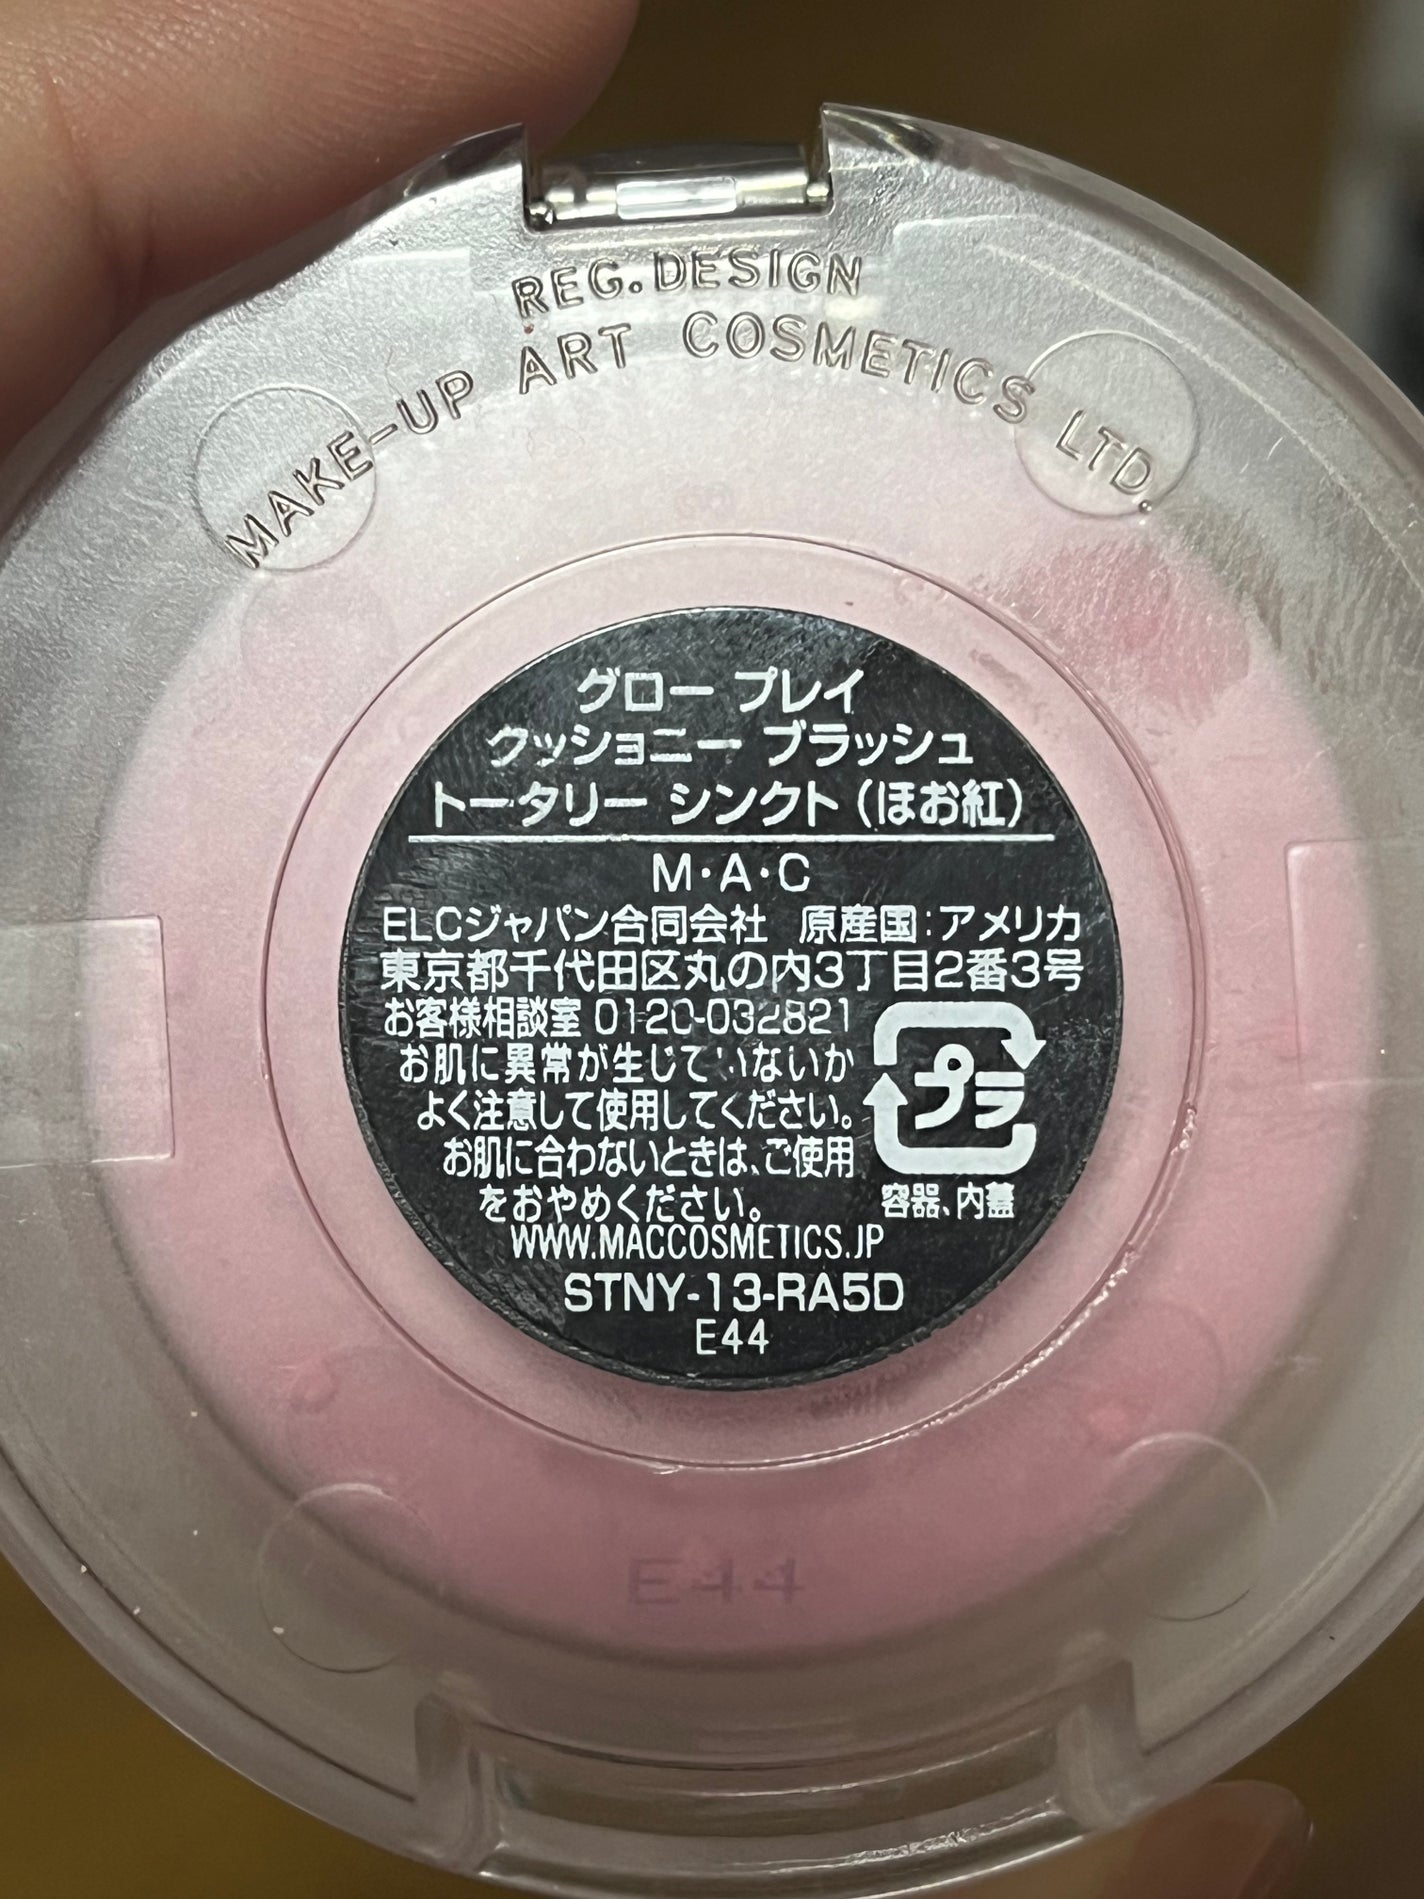 REG. DESIGN
MAKE-UP ART COSMETICS LTD.
グロー プレイ
クッショニー ブラッシュ
トータリー シンクト（ほお紅）
M・A・C
ELCジャパン合同会社　原産国：アメリカ
東京都千代田区丸の内3丁目2番3号
お客様相談室 0120-032821
お肌に異常が生じていないか
よく注意して使用してください。
お肌に合わないときは、ご使用
をおやめください。
プラ
容器、内蓋
WWW.MACCOSMETICS.JP
STNY-13-RA5D
E44
E44